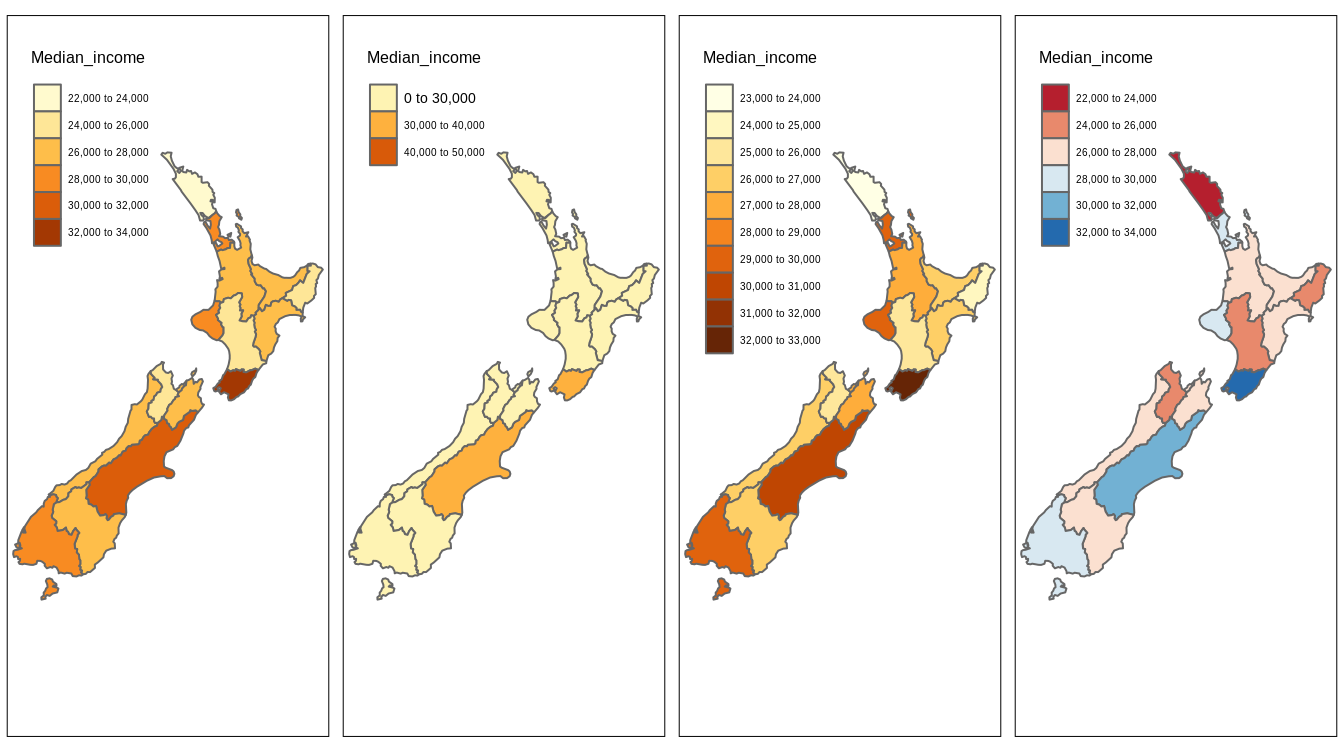 Median_income
22,000 to 24,000
24,000 to 26,000
26,000 to 28,000
28,000 to 30,000
30,000 to 32,000
32,000 to 34,000
Median_income
0 to 30,000
30,000 to 40,000
40,000 to 50,000
Median_income
23,000 to 24,000
24,000 to 25,000
25,000 to 26,000
26,000 to 27,000
27,000 to 28,000
28,000 to 29,000
29,000 to 30,000
30,000 to 31,000
31,000 to 32,000
32,000 to 33,000
Median_income
22,000 to 24,000
24,000 to 26,000
26,000 to 28,000
28,000 to 30,000
30,000 to 32,000
32,000 to 34,000